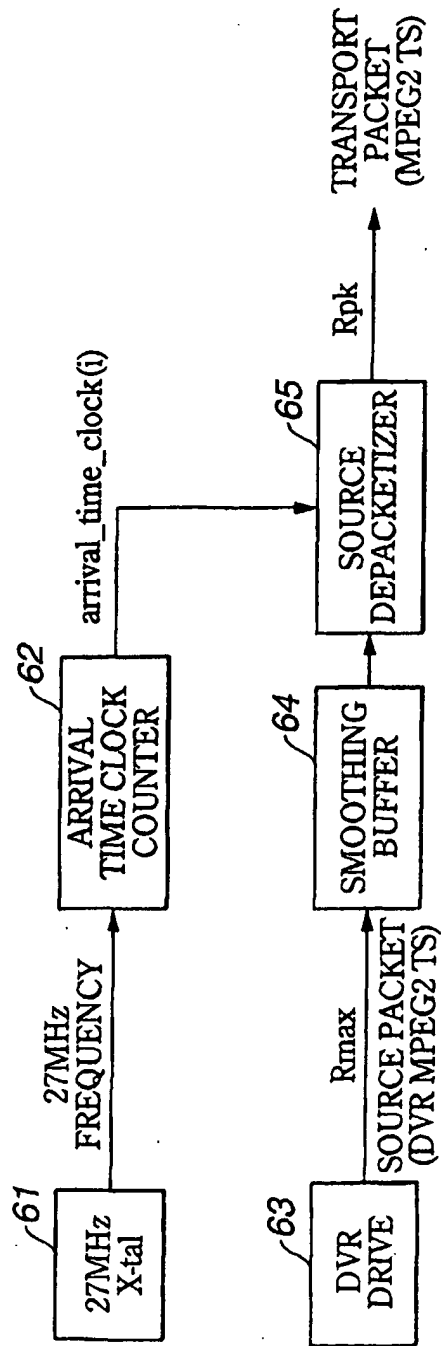 61
27MHz
X-tal
27MHz
FREQUENCY
62
ARRIVAL
TIME CLOCK
COUNTER
arrival_time_clock(i)
63
DVR
DRIVE
Rmax
SOURCE PACKET
(DVR MPEG2 TS)
64
SMOOTHING
BUFFER
65
SOURCE
DEPACKETIZER
Rpk
TRANSPORT
PACKET
(MPEG2 TS)